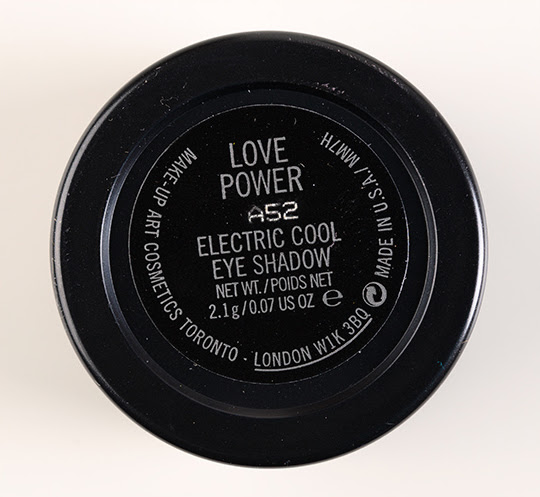 LOVE
POWER
A52
ELECTRIC COOL
EYE SHADOW
NET WT./POIDS NET
2.1g/0.07 US OZ ℮
MAKE-UP ART COSMETICS TORONTO - LONDON W1K 3BQ
MADE IN U.S.A./MM7H